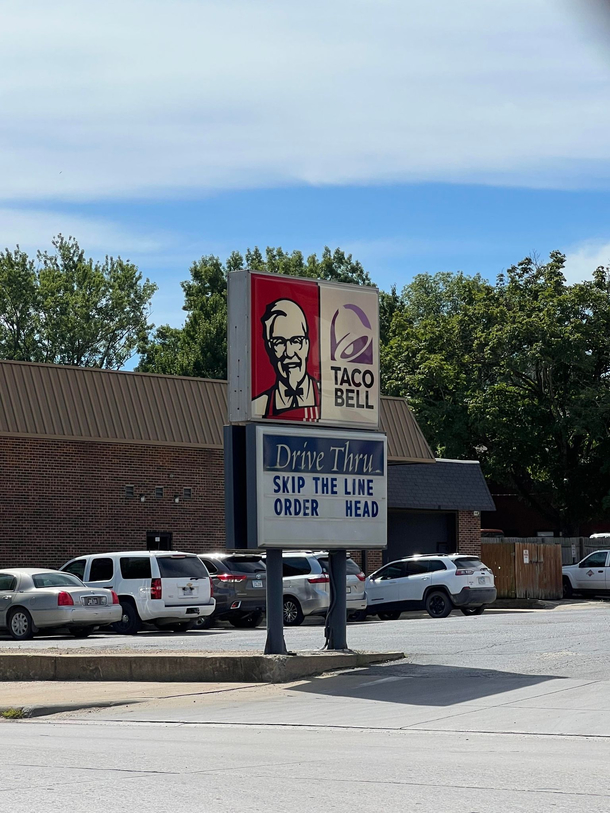 TACO
BELL
Drive Thru
SKIP THE LINE
ORDER HEAD